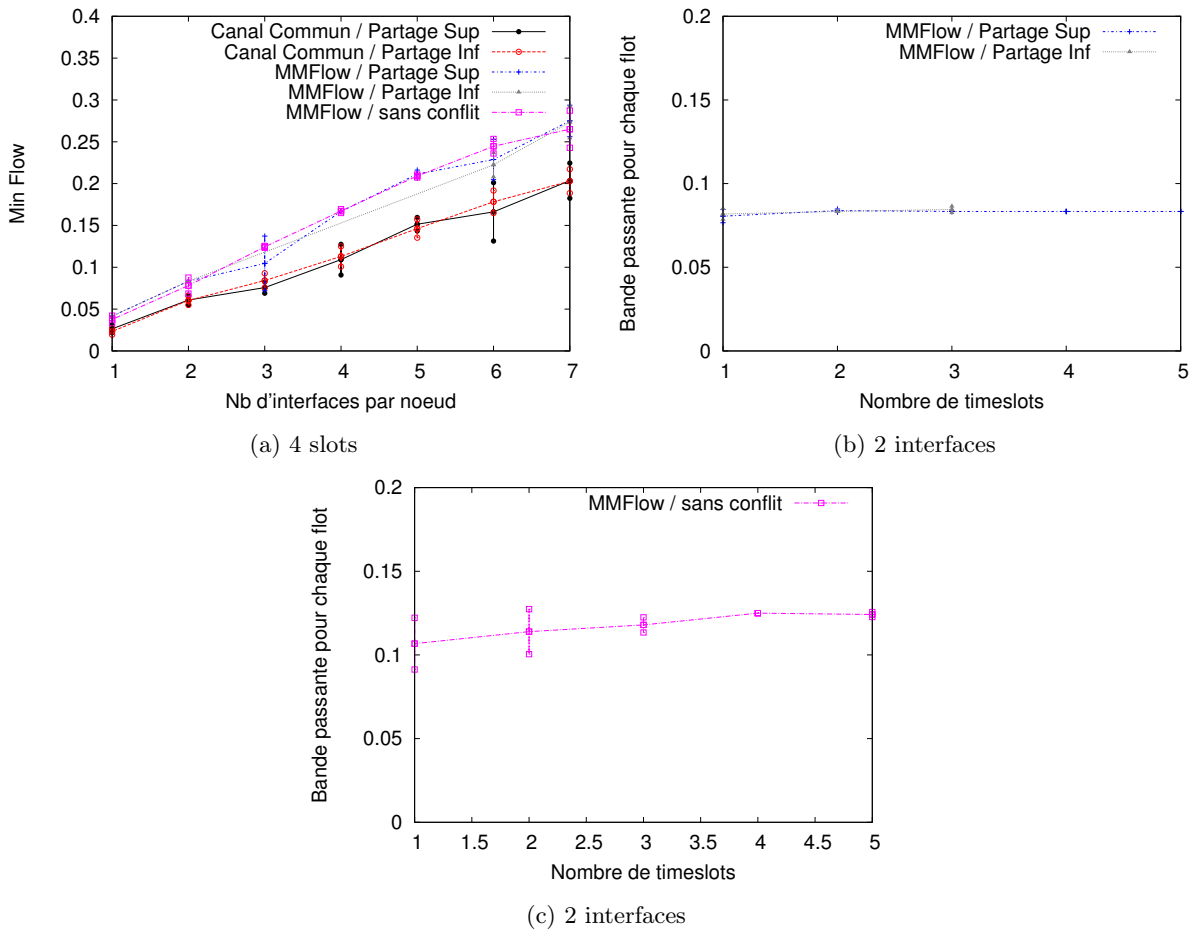 0.4
0.35
0.3
0.25
0.2
0.15
0.1
0.05
0
Min Flow
Canal Commun / Partage Sup
Canal Commun / Partage Inf
MMFlow / Partage Sup
MMFlow / Partage Inf
MMFlow / sans conflit
1 2 3 4 5 6 7
Nb d'interfaces par noeud
(a) 4 slots
0.2
0.15
0.1
0.05
0
Bande passante pour chaque flot
MMFlow / Partage Sup
MMFlow / Partage Inf
1 2 3 4 5
Nombre de timeslots
(b) 2 interfaces
0.2
0.15
0.1
0.05
0
Bande passante pour chaque flot
MMFlow / sans conflit
1 1.5 2 2.5 3 3.5 4 4.5 5
Nombre de timeslots
(c) 2 interfaces